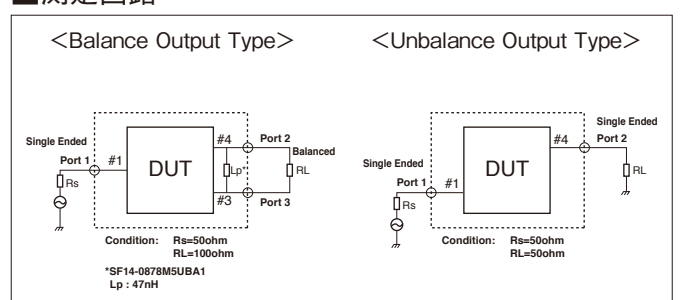 ■測定回路
<Balance Output Type>
Single Ended
Port 1
#1
Rs
DUT
#4
Port 2
Balanced
Lp
RL
#3
Port 3
Condition: Rs=50ohm
RL=100ohm
*SF14-0878M5UBA1
Lp : 47nH
<Unbalance Output Type>
Single Ended
Port 1
#1
Rs
DUT
#4
Single Ended
Port 2
RL
Condition: Rs=50ohm
RL=50ohm